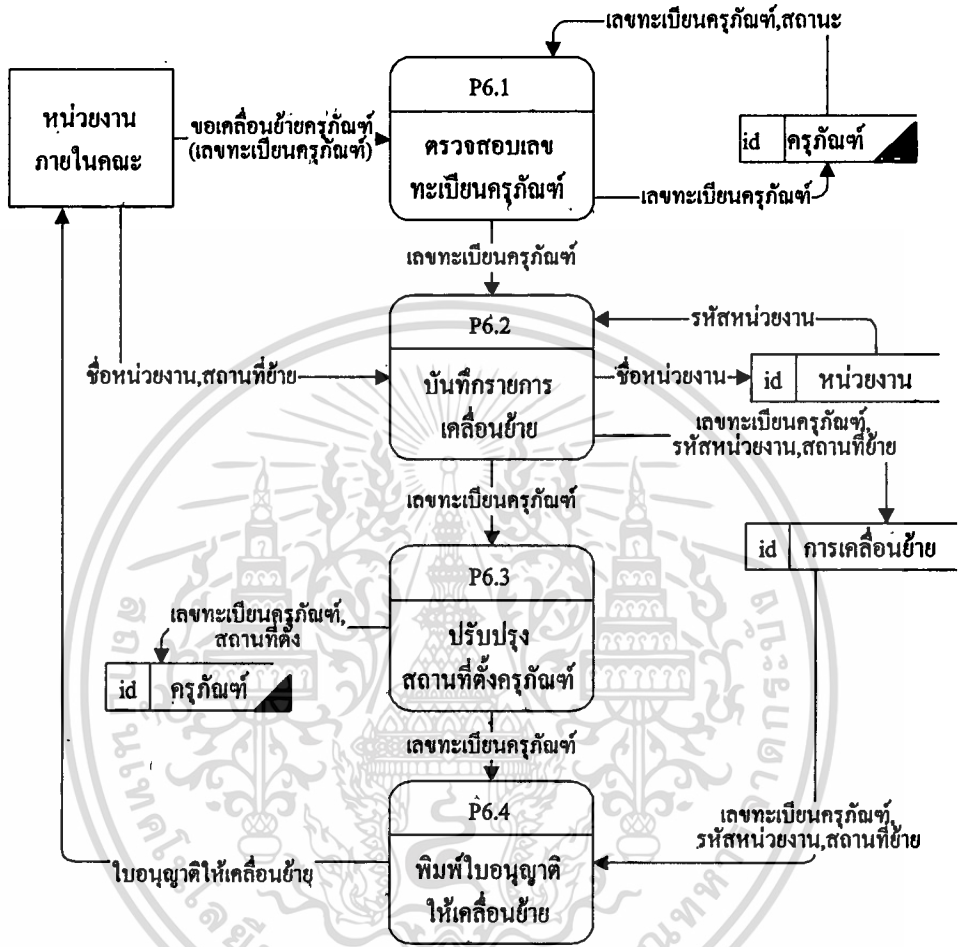 เลขทะเบียนครุภัณฑ์,สถานะ
P6.1
หน่วยงาน
ภายในคณะ
ขอเคลื่อนย้ายครุภัณฑ์
(เลขทะเบียนครุภัณฑ์)
ตรวจสอบเลข
ทะเบียนครุภัณฑ์
id ครุภัณฑ์
เลขทะเบียนครุภัณฑ์
เลขทะเบียนครุภัณฑ์
P6.2
รหัสหน่วยงาน
ชื่อหน่วยงาน,สถานที่ย้าย
บันทึกรายการ
เคลื่อนย้าย
ชื่อหน่วยงาน
id หน่วยงาน
เลขทะเบียนครุภัณฑ์,
รหัสหน่วยงาน,สถานที่ย้าย
เลขทะเบียนครุภัณฑ์
id การเคลื่อนย้าย
P6.3
เลขทะเบียนครุภัณฑ์,
สถานที่ตั้ง
ปรับปรุง
สถานที่ตั้งครุภัณฑ์
id ครุภัณฑ์
เลขทะเบียนครุภัณฑ์
P6.4
เลขทะเบียนครุภัณฑ์,
รหัสหน่วยงาน,สถานที่ย้าย
ใบอนุญาติให้เคลื่อนย้าย
พิมพ์ใบอนุญาติ
ให้เคลื่อนย้าย